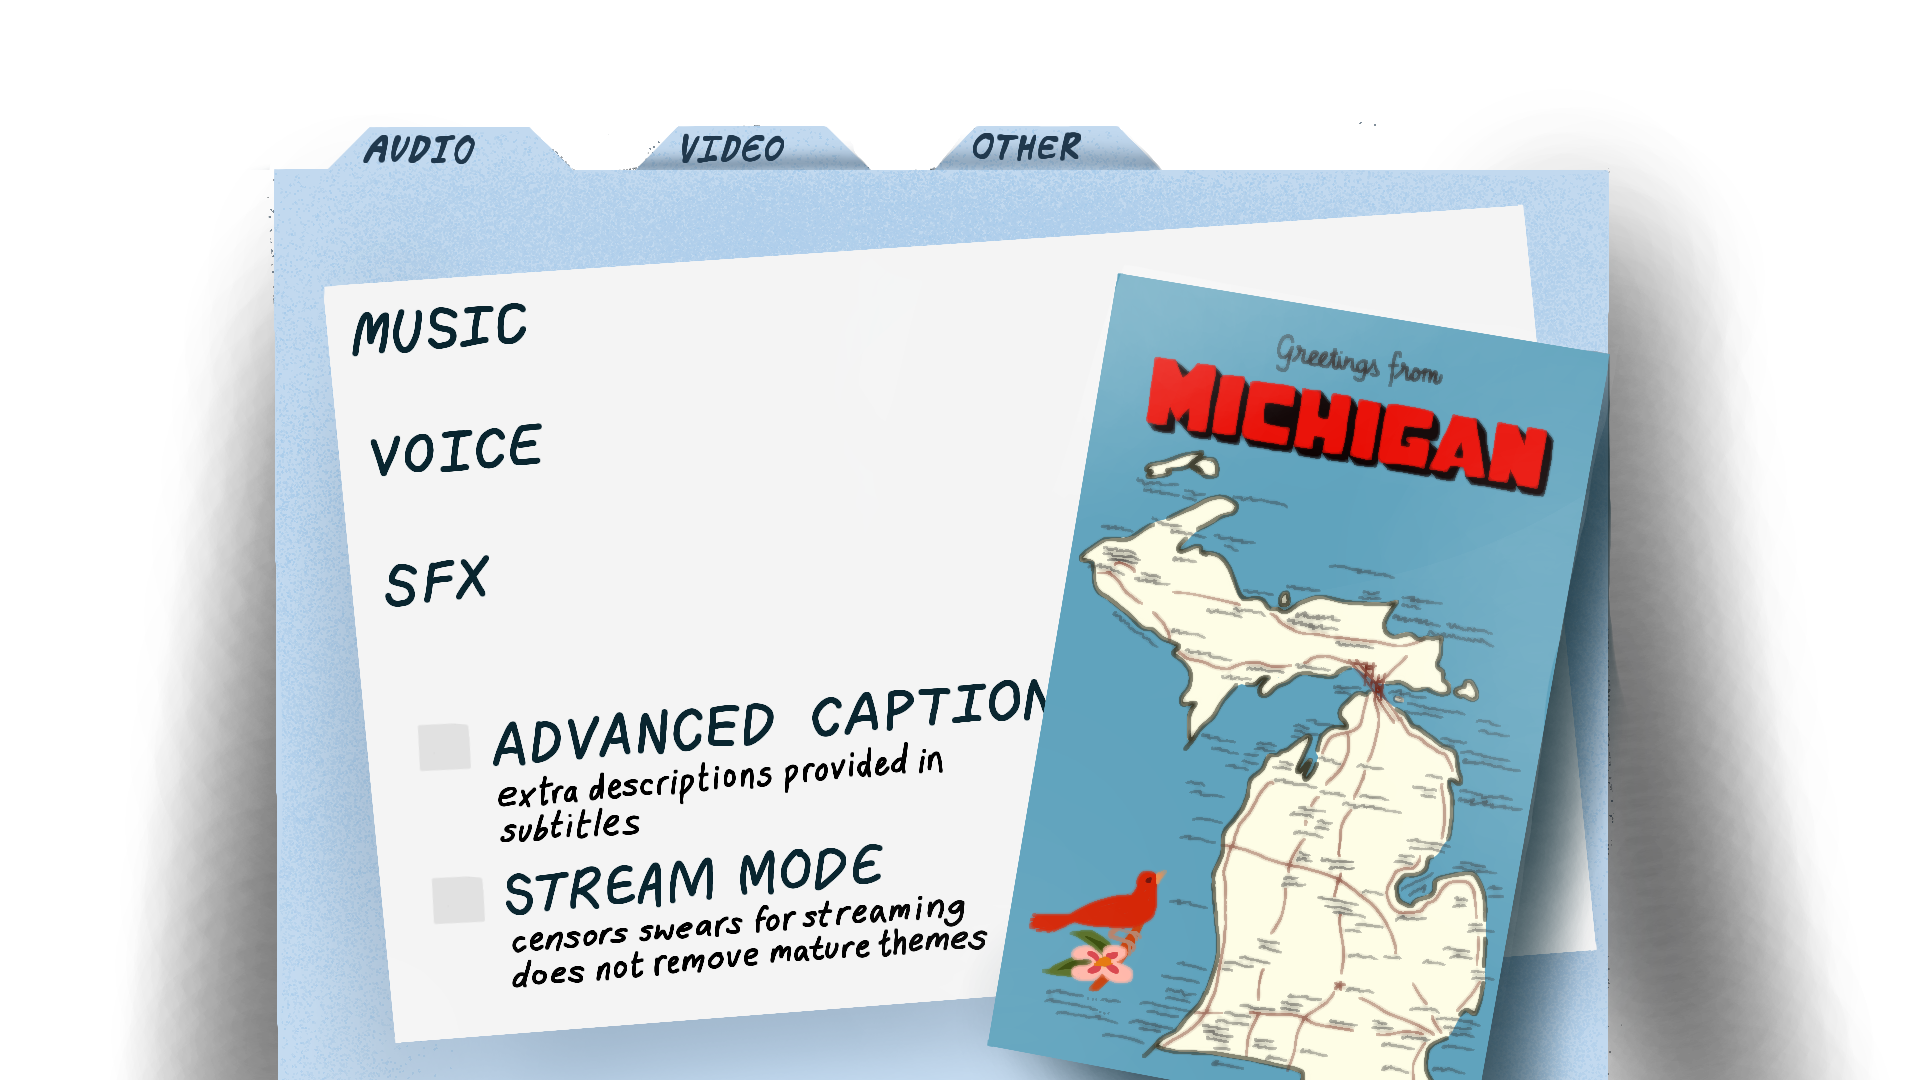 AUDIO
VIDEO
OTHER
MUSIC
VOICE
SFX
ADVANCED CAPTION
extra descriptions provided in
subtitles
STREAM MODE
censors swears for streaming
does not remove mature themes
Greetings from
MICHIGAN